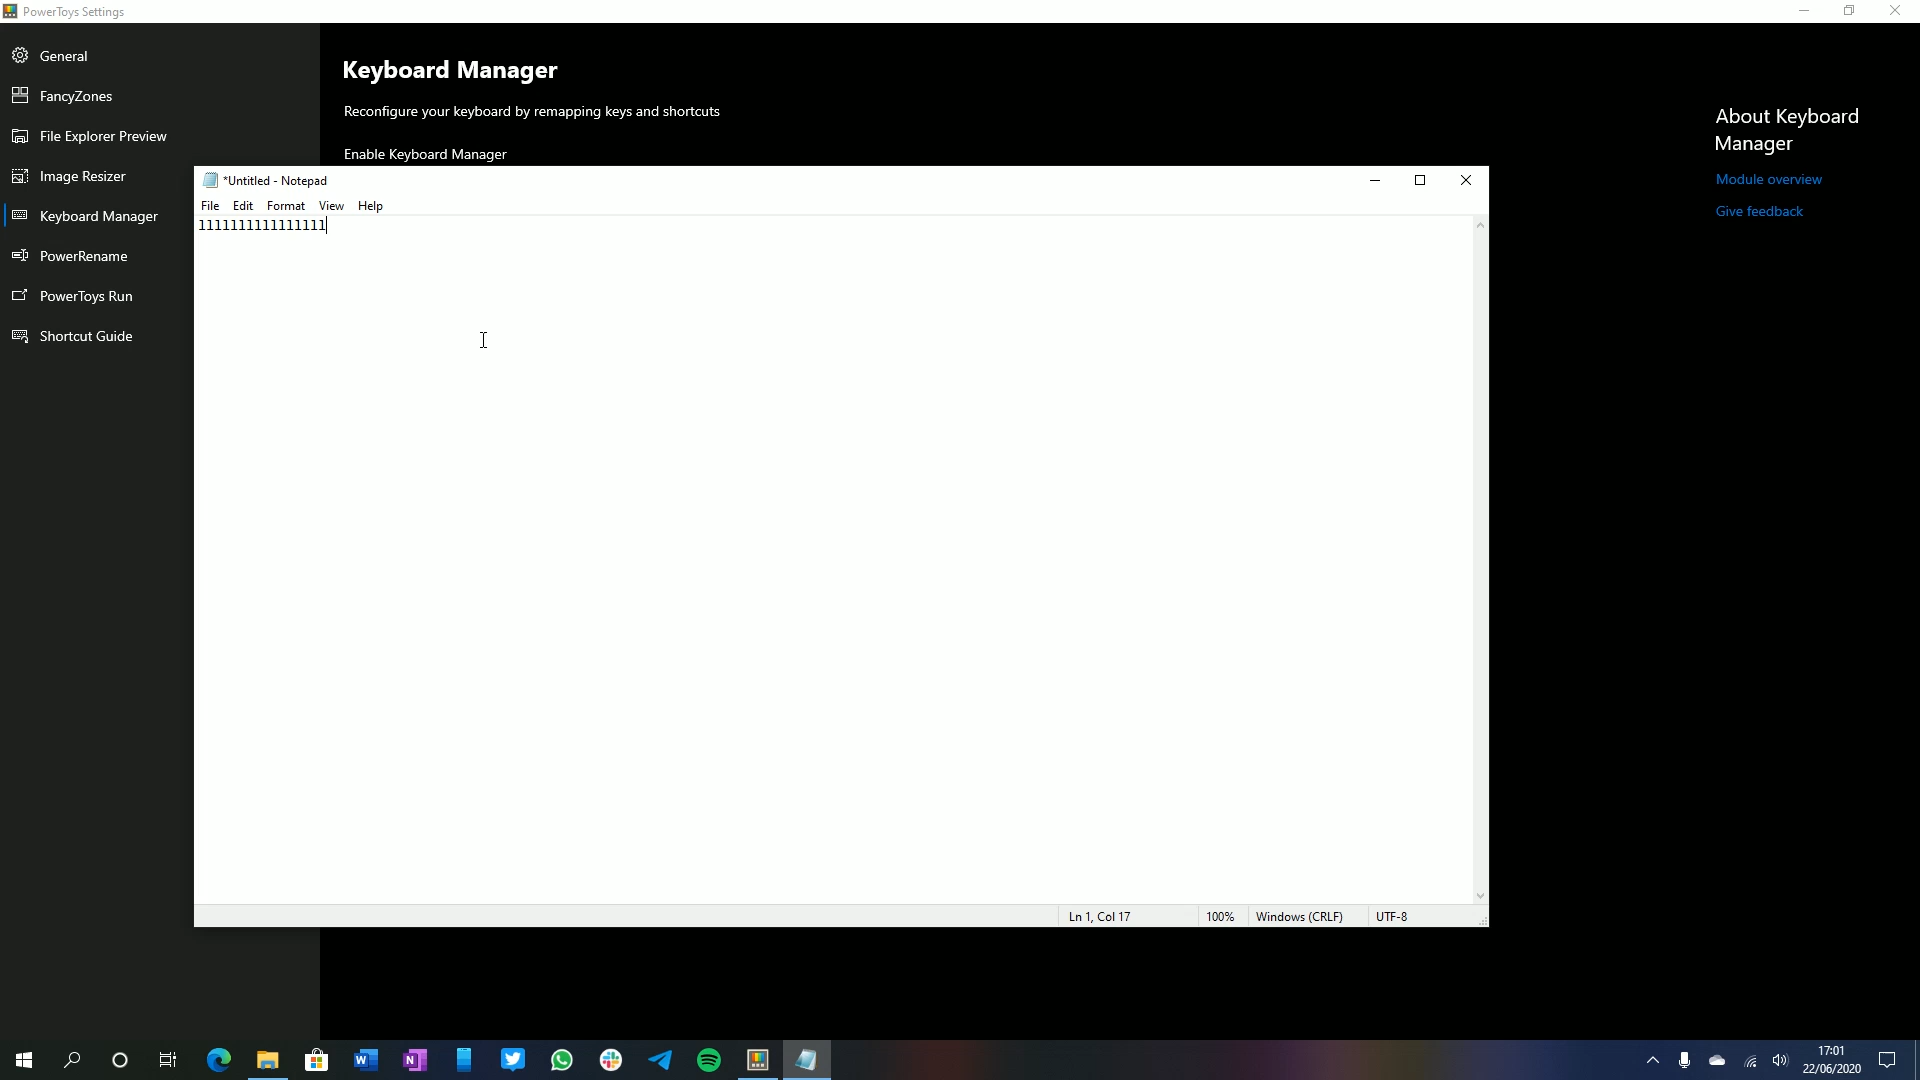 PowerToys Settings
General
FancyZones
File Explorer Preview
Image Resizer
Keyboard Manager
PowerRename
PowerToys Run
Shortcut Guide
Keyboard Manager
Reconfigure your keyboard by remapping keys and shortcuts
Enable Keyboard Manager
About Keyboard
Manager
Module overview
Give feedback
*Untitled - Notepad
File Edit Format View Help
1111111111111111
Ln 1, Col 17 100% Windows (CRLF) UTF-8
17:01
22/06/2020